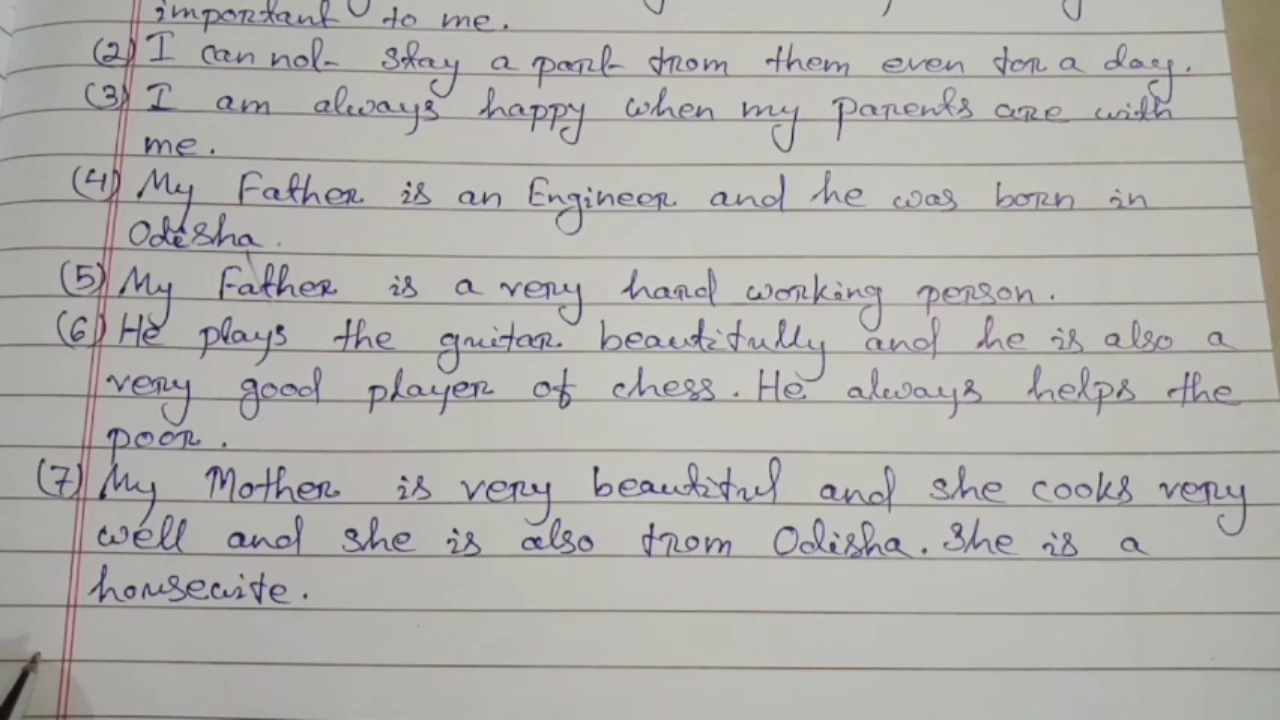 important to me.
(2) I can not stay a part from them even for a day.
(3) I am always happy when my parents are with
me.
(4) My Father is an Engineer and he was born in
Odisha.
(5) My Father is a very hard working person.
(6) He plays the guitar beautifully and he is also a
very good player of chess. He always helps the
poor.
(7) My Mother is very beautiful and she cooks very
well and she is also from Odisha. She is a
housewife.